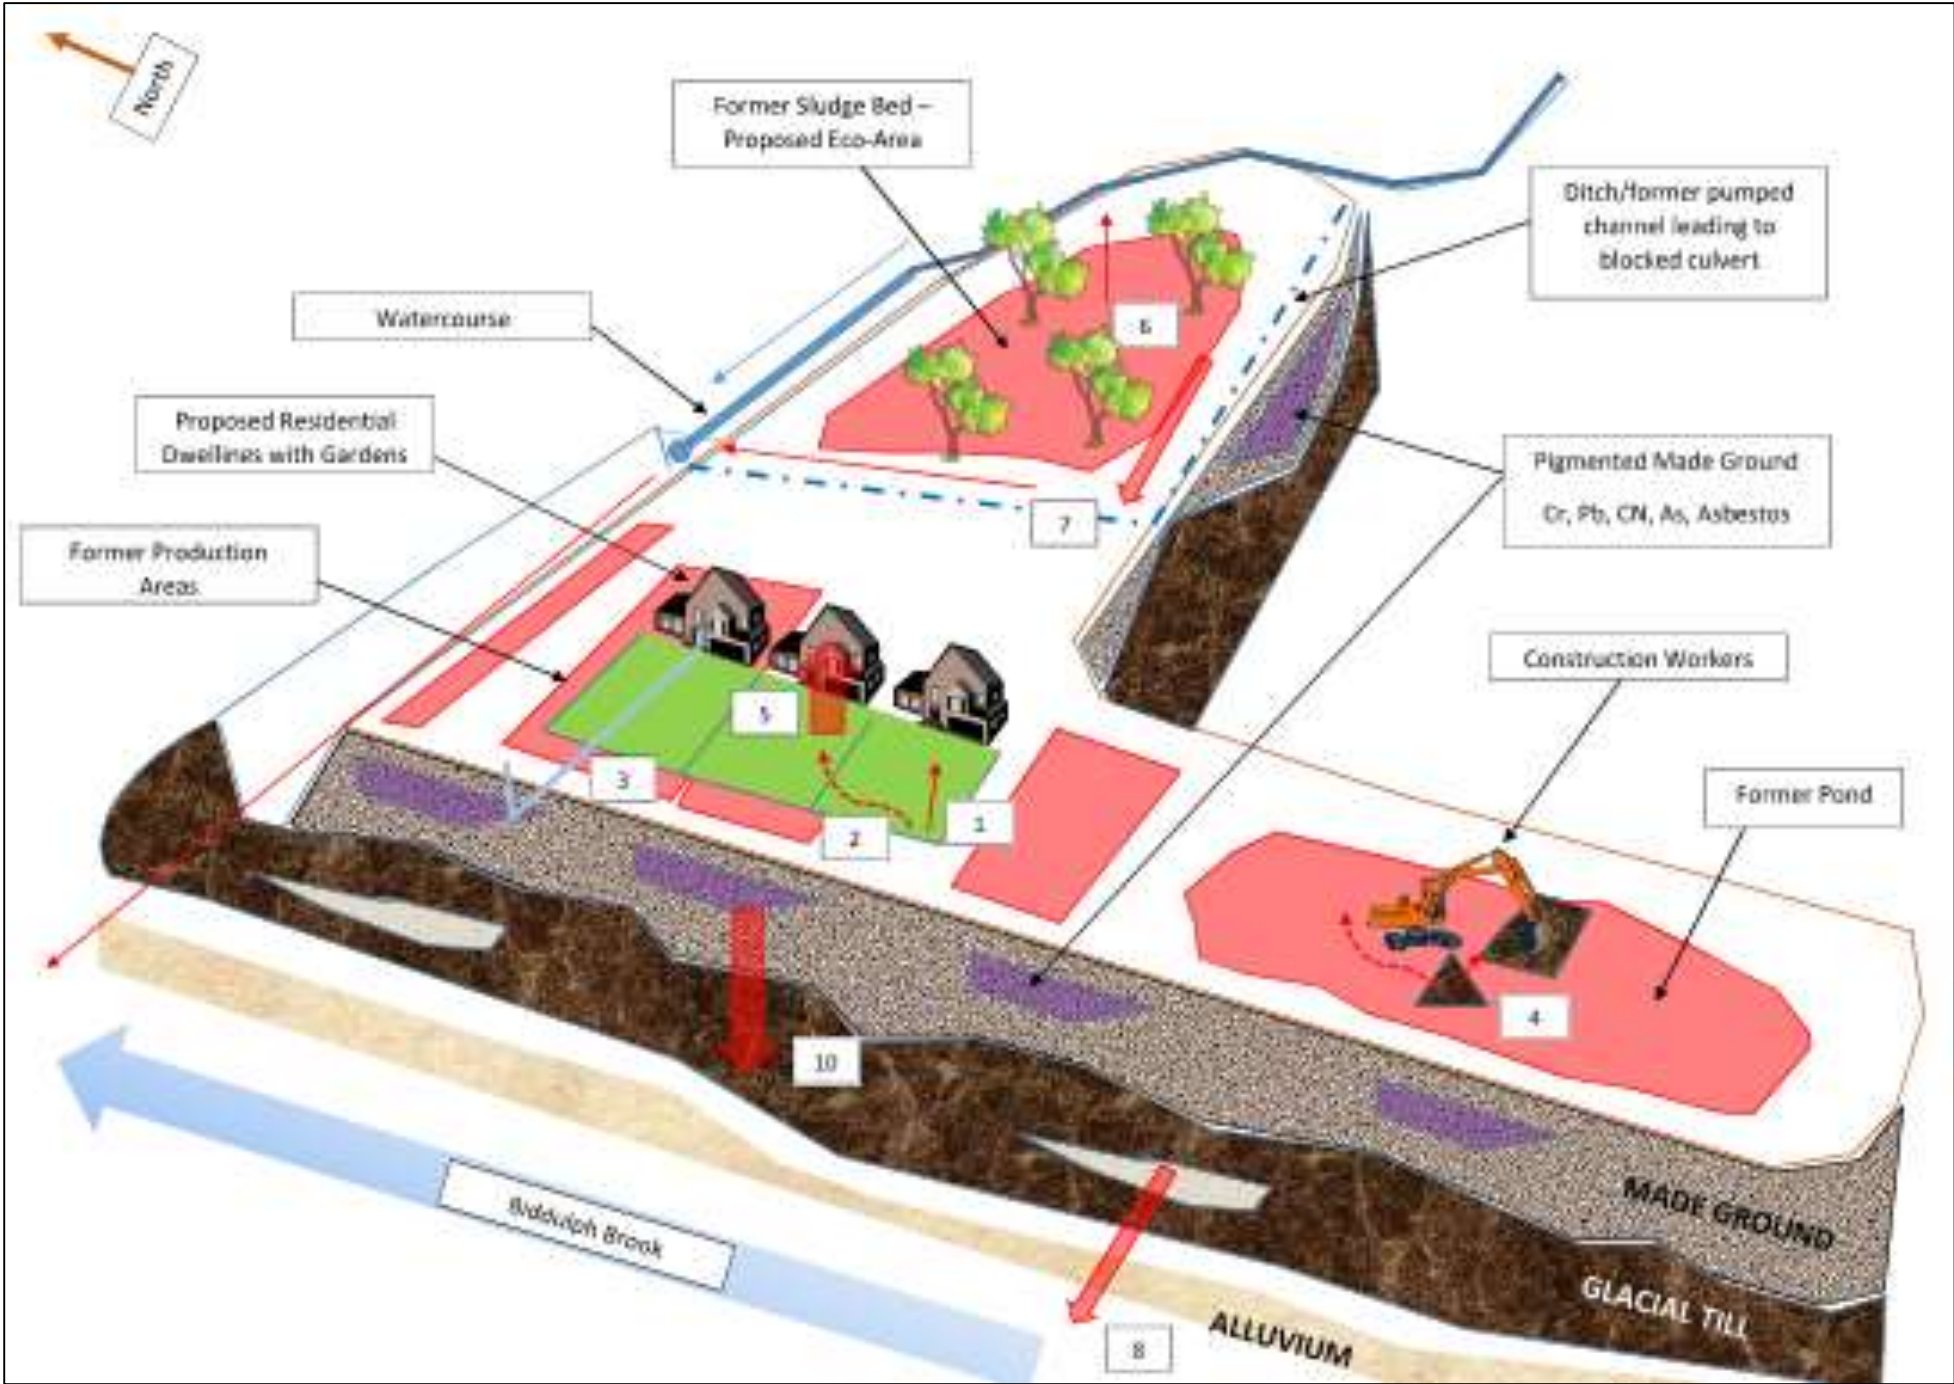 North
Former Sludge Bed –
Proposed Eco-Area
Ditch/former pumped
channel leading to
blocked culvert
Watercourse
6
Proposed Residential
Dwellines with Gardens
Pigmented Made Ground
Cr, Pb, CN, As, Asbestos
7
Former Production
Areas
Construction Workers
5
3
2
1
Former Pond
4
10
MADE GROUND
Biddulph Brook
GLACIAL TILL
ALLUVIUM
8